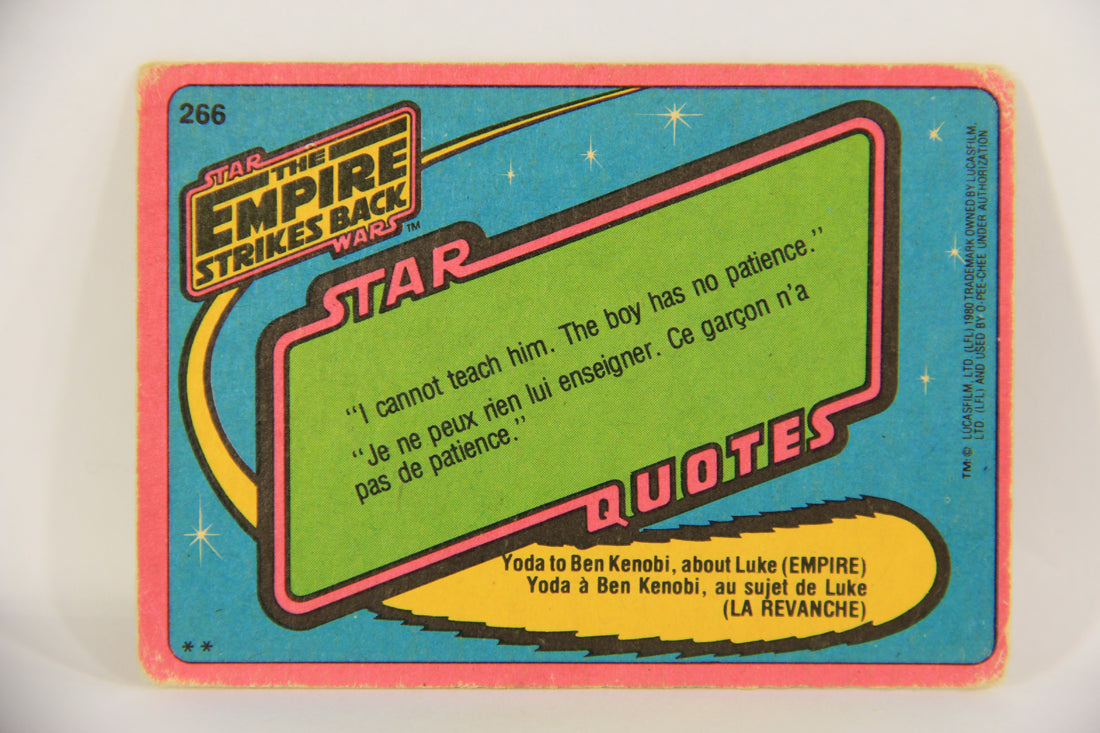 266
STAR
THE
EMPIRE
STRIKES BACK
WARS™
STAR
"I cannot teach him. The boy has no patience."
"Je ne peux rien lui enseigner. Ce garçon n'a
pas de patience."
QUOTES
Yoda to Ben Kenobi, about Luke (EMPIRE)
Yoda à Ben Kenobi, au sujet de Luke
(LA REVANCHE)
TM: © LUCASFILM, LTD. (LFL) 1980 TRADEMARK OWNED BY LUCASFILM,
LTD (LFL) AND USED BY O-PEE-CHEE UNDER AUTHORIZATION
**